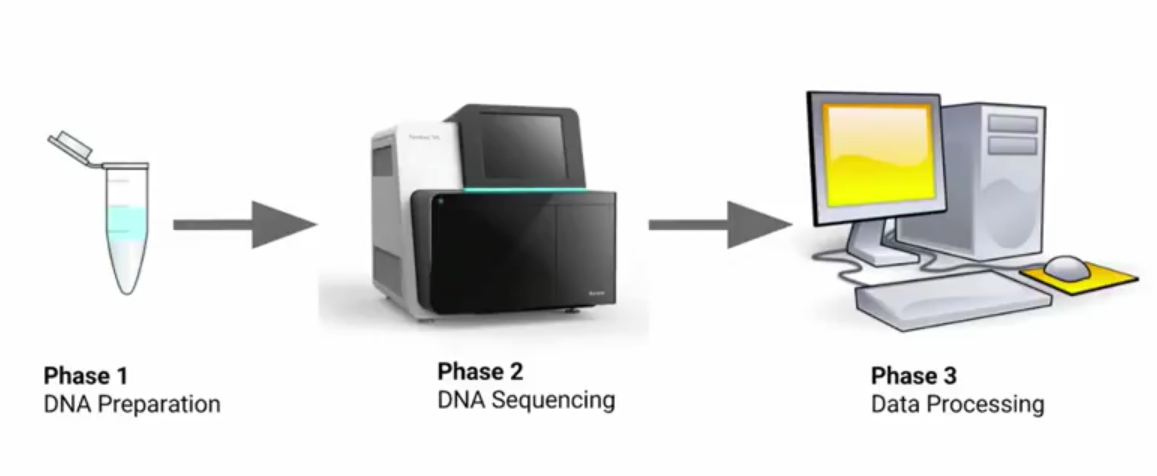 Phase 1
DNA Preparation
Phase 2
DNA Sequencing
Phase 3
Data Processing